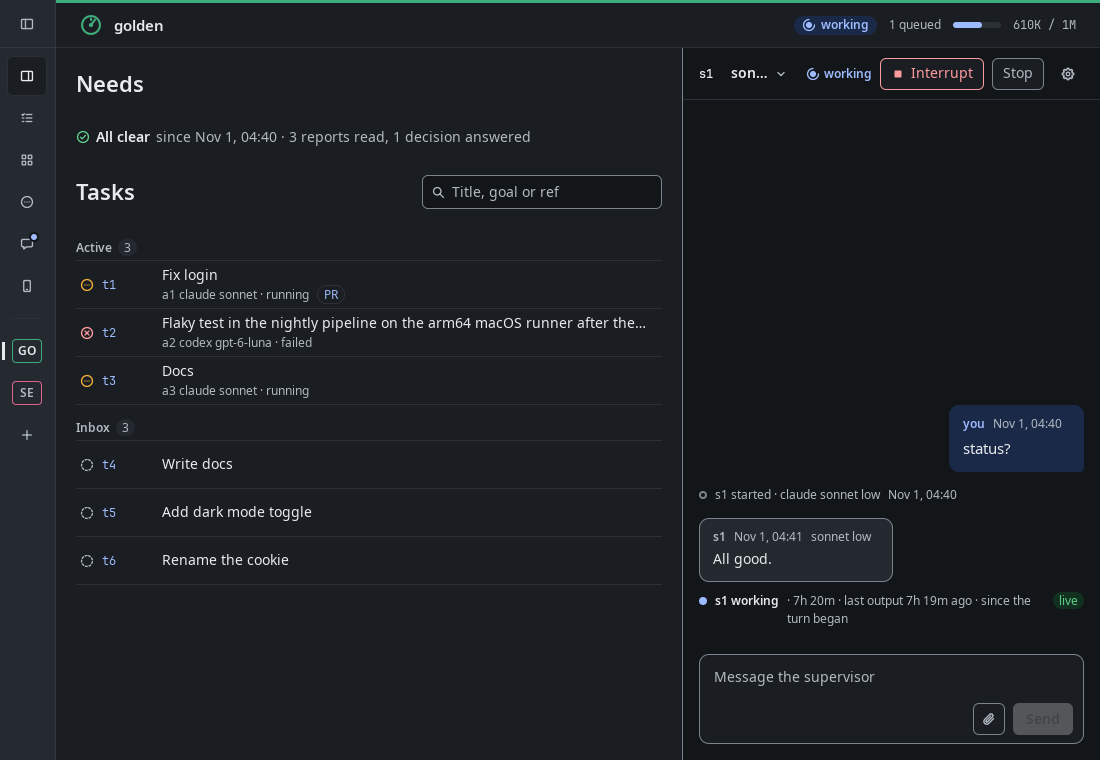 golden
working
1 queued
610K / 1M
Needs
All clear since Nov 1, 04:40 · 3 reports read, 1 decision answered
Tasks
Title, goal or ref
Active 3
t1
Fix login
a1 claude sonnet · running PR
t2
Flaky test in the nightly pipeline on the arm64 macOS runner after the…
a2 codex gpt-6-luna · failed
t3
Docs
a3 claude sonnet · running
Inbox 3
t4 Write docs
t5 Add dark mode toggle
t6 Rename the cookie
GO
SE
s1 son… working Interrupt Stop
you Nov 1, 04:40
status?
s1 started · claude sonnet low Nov 1, 04:40
s1 Nov 1, 04:41 sonnet low
All good.
s1 working · 7h 20m · last output 7h 19m ago · since the
turn began
live
Message the supervisor
Send